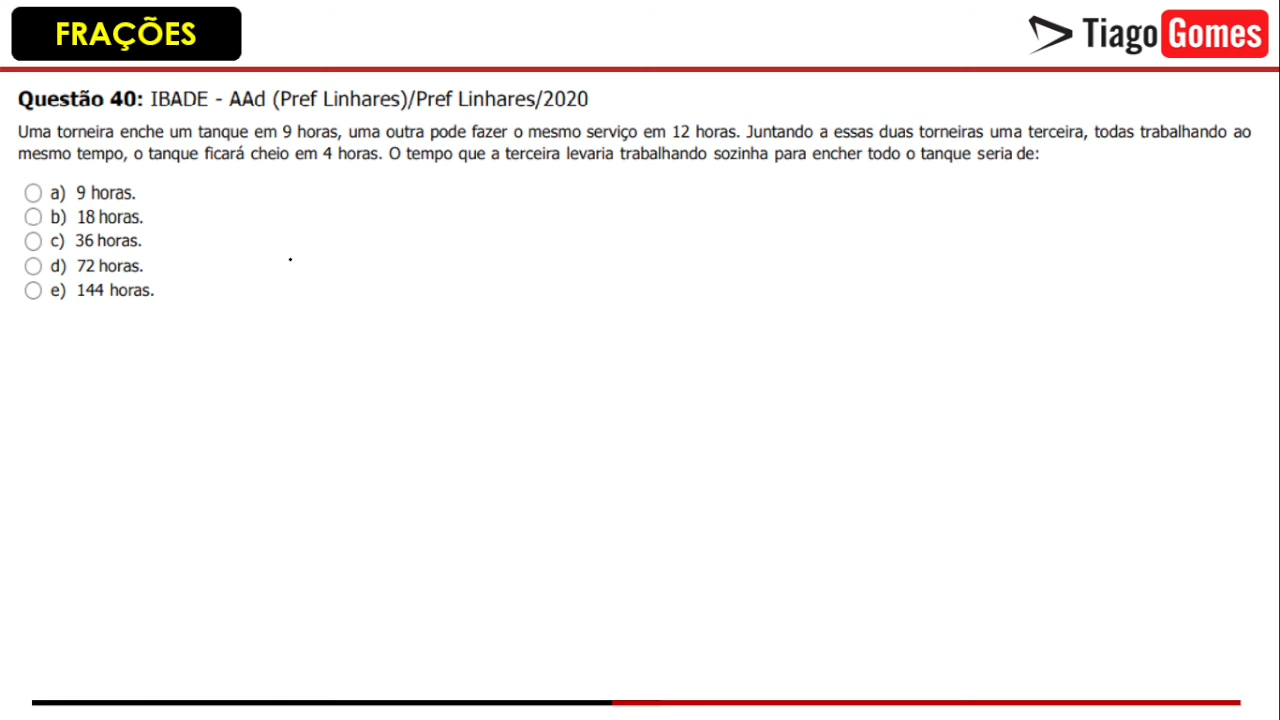 FRAÇÕES
Tiago Gomes
Questão 40: IBADE - AAd (Pref Linhares)/Pref Linhares/2020
Uma torneira enche um tanque em 9 horas, uma outra pode fazer o mesmo serviço em 12 horas. Juntando a essas duas torneiras uma terceira, todas trabalhando ao
mesmo tempo, o tanque ficará cheio em 4 horas. O tempo que a terceira levaria trabalhando sozinha para encher todo o tanque seria de:
a) 9 horas.
b) 18 horas.
c) 36 horas.
d) 72 horas.
e) 144 horas.